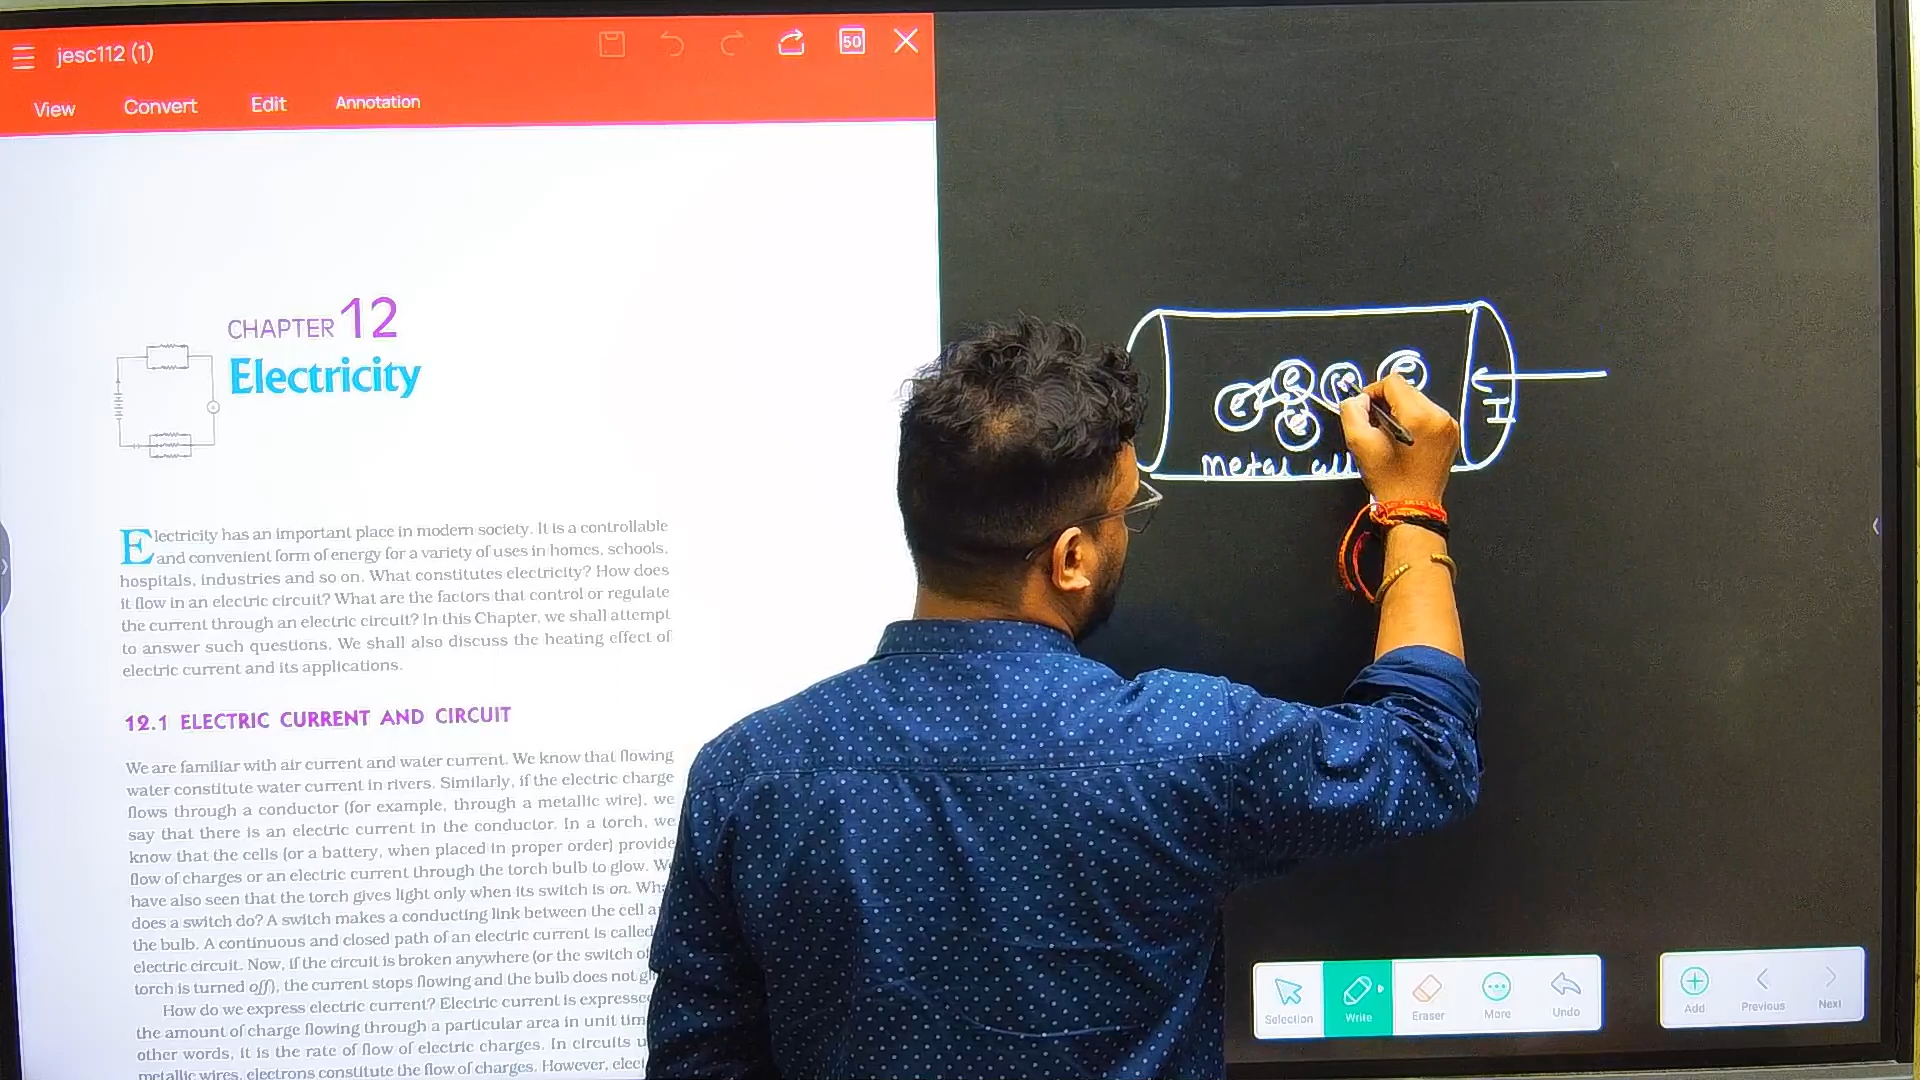 jesc112 (1)
50
View Convert Edit Annotation
CHAPTER 12
Electricity
Electricity has an important place in modern society. It is a controllable
and convenient form of energy for a variety of uses in homes, schools,
hospitals, industries and so on. What constitutes electricity? How does
it flow in an electric circuit? What are the factors that control or regulate
the current through an electric circuit? In this Chapter, we shall attempt
to answer such questions. We shall also discuss the heating effect of
electric current and its applications.
12.1 ELECTRIC CURRENT AND CIRCUIT
We are familiar with air current and water current. We know that flowing
water constitute water current in rivers. Similarly, if the electric charge
flows through a conductor (for example, through a metallic wire), we
say that there is an electric current in the conductor. In a torch, we
know that the cells (or a battery, when placed in proper order) provide
flow of charges or an electric current through the torch bulb to glow. We
have also seen that the torch gives light only when its switch is on. Wha
does a switch do? A switch makes a conducting link between the cell a
the bulb. A continuous and closed path of an electric current is called
electric circuit. Now, if the circuit is broken anywhere (or the switch of
torch is turned off), the current stops flowing and the bulb does not gl
How do we express electric current? Electric current is expresse
the amount of charge flowing through a particular area in unit tim
other words, it is the rate of flow of electric charges. In circuits u
metallic wires, electrons constitute the flow of charges. However, elec
e e e
e
I
Metal all
Selection Write Eraser More Undo
Add Previous Next